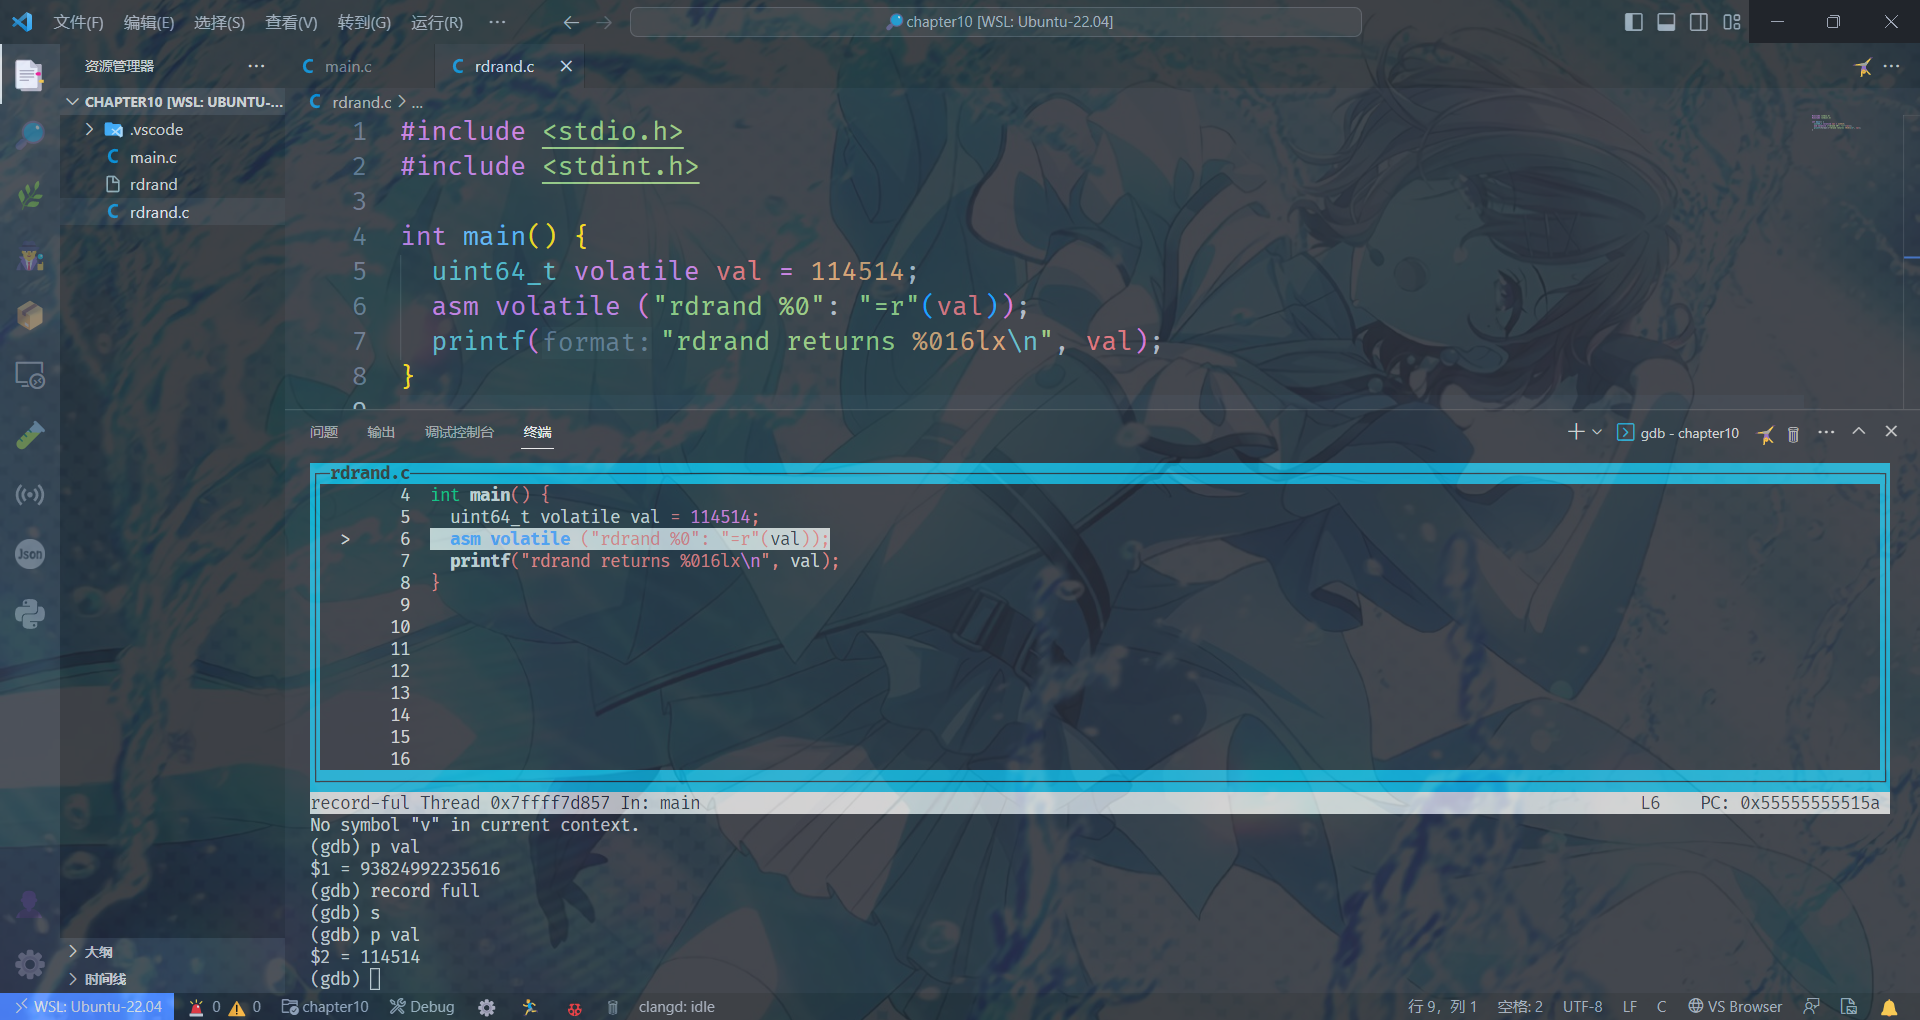 文件(F) 编辑(E) 选择(S) 查看(V) 转到(G) 运行(R) ··· chapter10 [WSL: Ubuntu-22.04]
资源管理器 ···
CHAPTER10 [WSL: UBUNTU-...
.vscode
main.c
rdrand
rdrand.c
大纲
时间线
Json
main.c rdrand.c
rdrand.c > ...
1 #include <stdio.h>
2 #include <stdint.h>
3
4 int main() {
5 uint64_t volatile val = 114514;
6 asm volatile ("rdrand %0": "=r"(val));
7 printf(format: "rdrand returns %016lx\n", val);
8 }
9
问题 输出 调试控制台 终端 gdb - chapter10
rdrand.c
4 int main() {
5 uint64_t volatile val = 114514;
> 6 asm volatile ("rdrand %0": "=r"(val));
7 printf("rdrand returns %016lx\n", val);
8 }
9
10
11
12
13
14
15
16
record-ful Thread 0x7ffff7d857 In: main L6 PC: 0x55555555515a
No symbol "v" in current context.
(gdb) p val
$1 = 93824992235616
(gdb) record full
(gdb) s
(gdb) p val
$2 = 114514
(gdb)
WSL: Ubuntu-22.04 0 0 chapter10 Debug clangd: idle 行 9, 列 1 空格: 2 UTF-8 LF C VS Browser